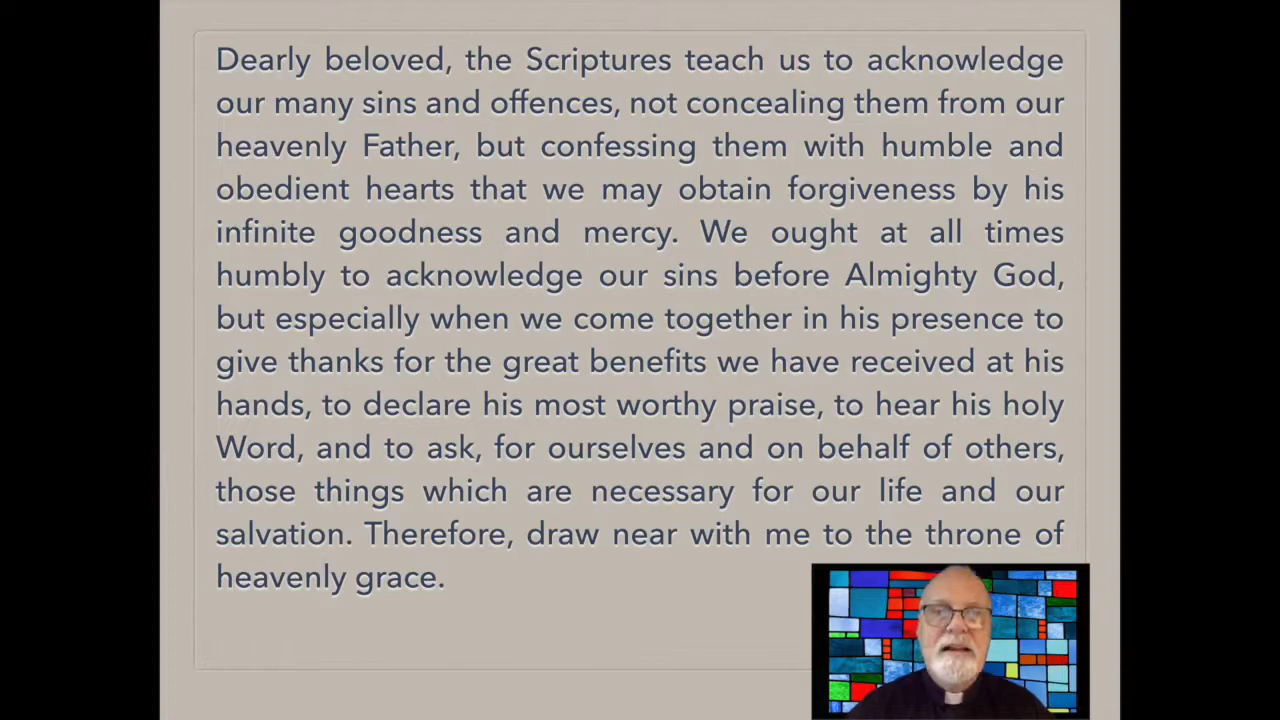 Dearly beloved, the Scriptures teach us to acknowledge
our many sins and offences, not concealing them from our
heavenly Father, but confessing them with humble and
obedient hearts that we may obtain forgiveness by his
infinite goodness and mercy. We ought at all times
humbly to acknowledge our sins before Almighty God,
but especially when we come together in his presence to
give thanks for the great benefits we have received at his
hands, to declare his most worthy praise, to hear his holy
Word, and to ask, for ourselves and on behalf of others,
those things which are necessary for our life and our
salvation. Therefore, draw near with me to the throne of
heavenly grace.